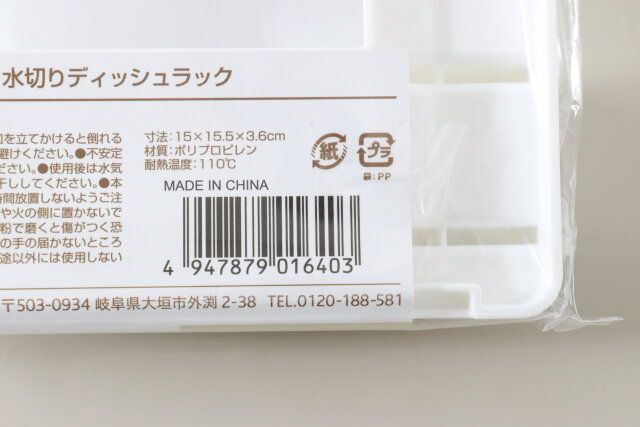 水切りディッシュラック
を立てかけると倒れる
避けください。●不安定
ださい。●使用後は水気
干ししてください。●本
時間放置しないようご注
や火の側に置かないで
粉で磨くと傷がつく恐
の手の届かないところ
途以外には使用しない
寸法:15×15.5×3.6cm
材質:ポリプロピレン
耐熱温度:110℃
紙
プラ
袋:PP
MADE IN CHINA
4 947879 016403
〒503-0934 岐阜県大垣市外渕 2-38 TEL.0120-188-581